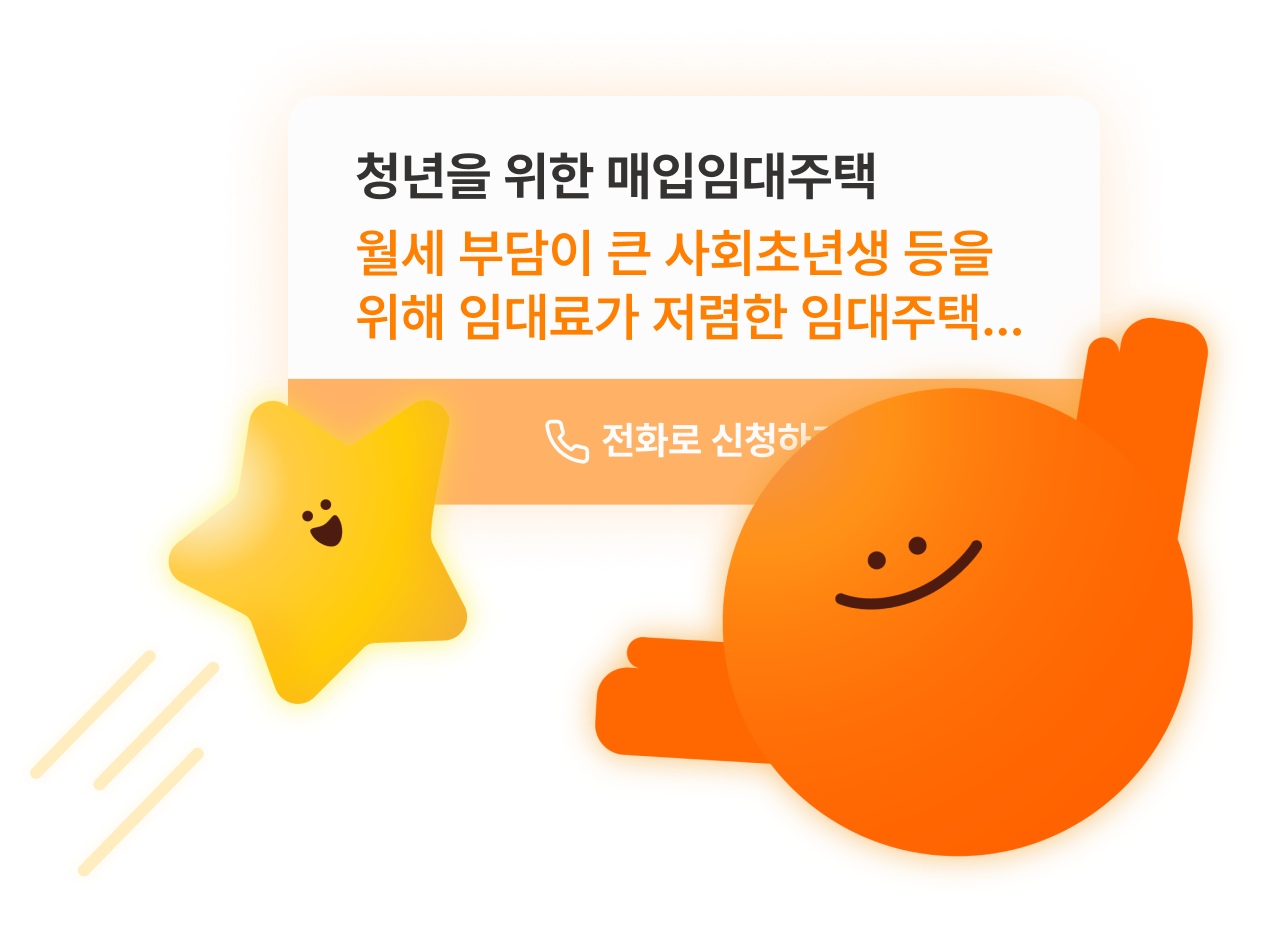 청년을 위한 매입임대주택
월세 부담이 큰 사회초년생 등을
위해 임대료가 저렴한 임대주택...
전화로 신청하